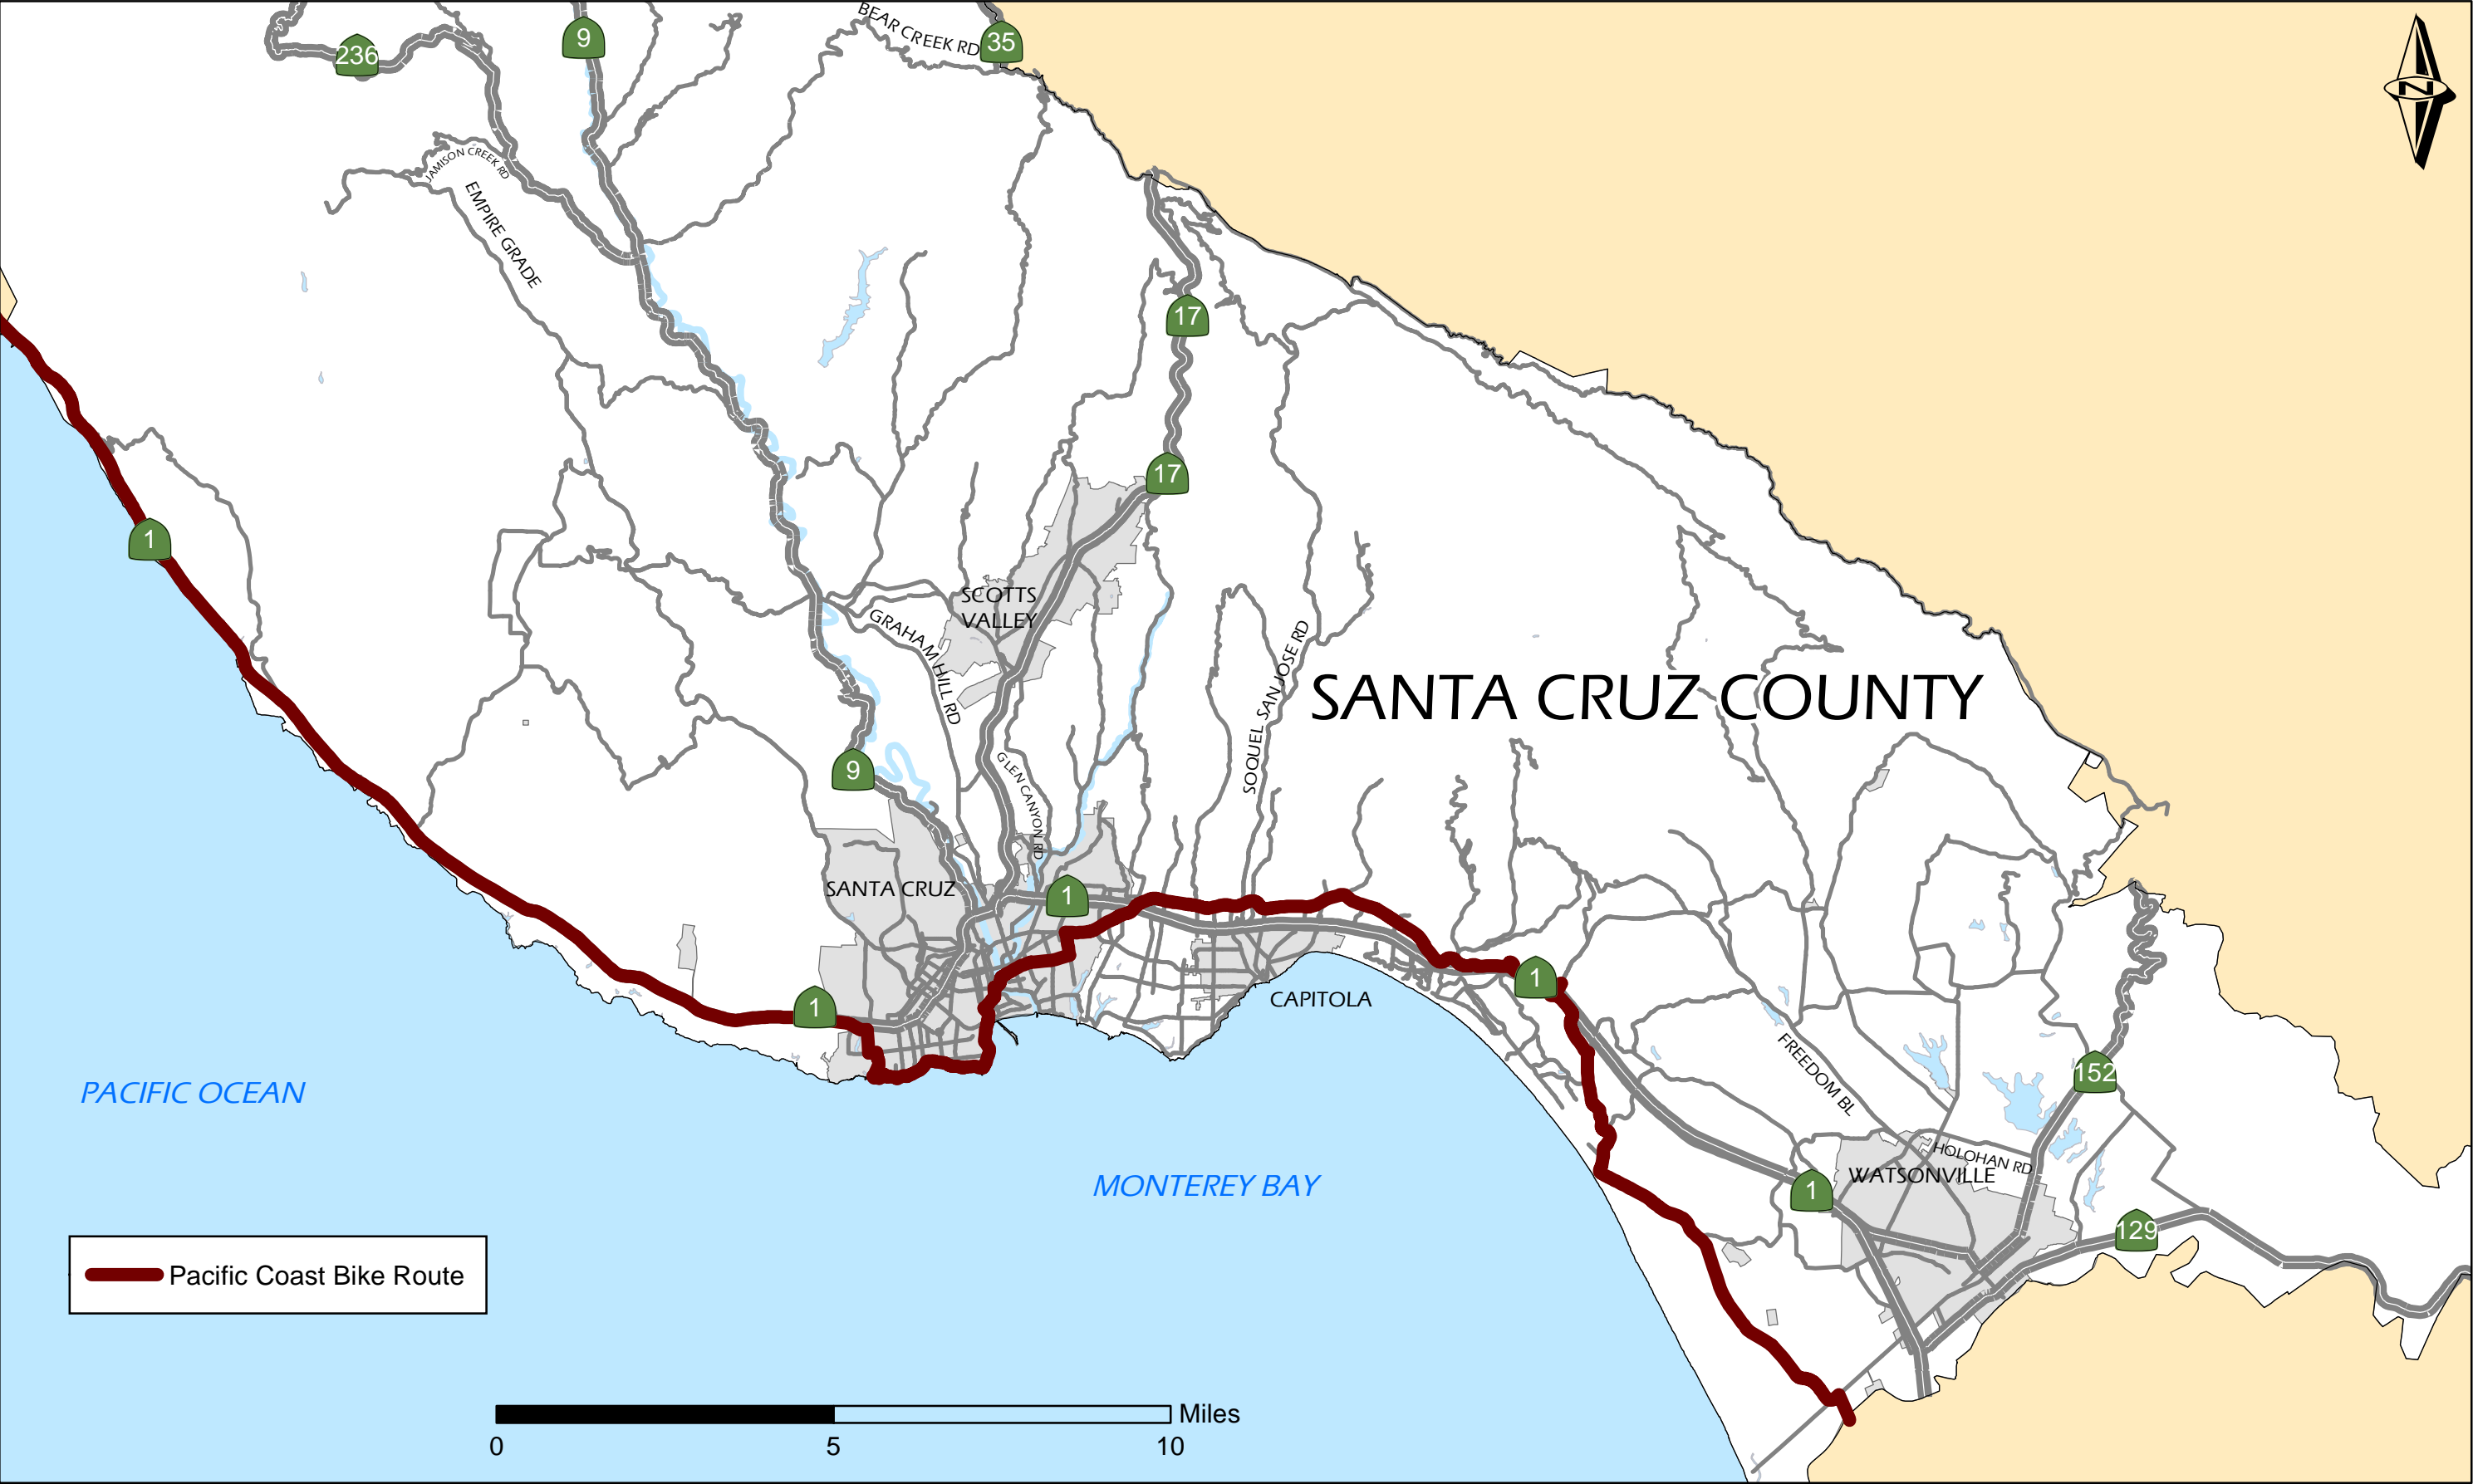 BEAR CREEK RD
236
9
35
N
JAMISON CREEK RD
EMPIRE GRADE
17
17
1
SCOTTS
VALLEY
GRAHAM HILL RD
SOQUEL SAN JOSE RD
SANTA CRUZ COUNTY
9
GLEN CANYON RD
SANTA CRUZ
1
1
1
CAPITOLA
FREEDOM BL
152
PACIFIC OCEAN
HOLOHAN RD
WATSONVILLE
MONTEREY BAY
1
129
Pacific Coast Bike Route
Miles
0 5 10